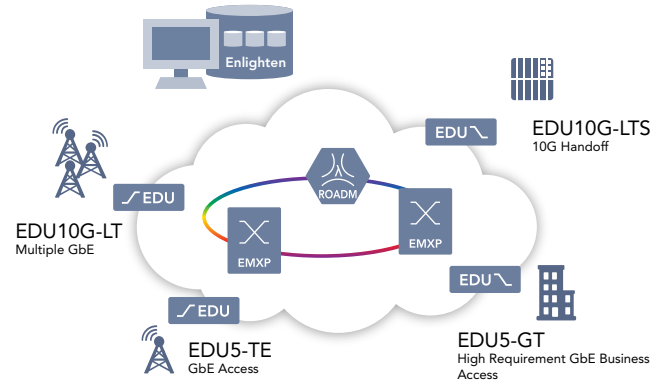 Enlighten
EDU
EDU10G-LTS
10G Handoff
ROADM
EDU
EDU10G-LT
Multiple GbE
EMXP
EMXP
EDU
EDU
EDU5-TE
GbE Access
EDU5-GT
High Requirement GbE Business
Access